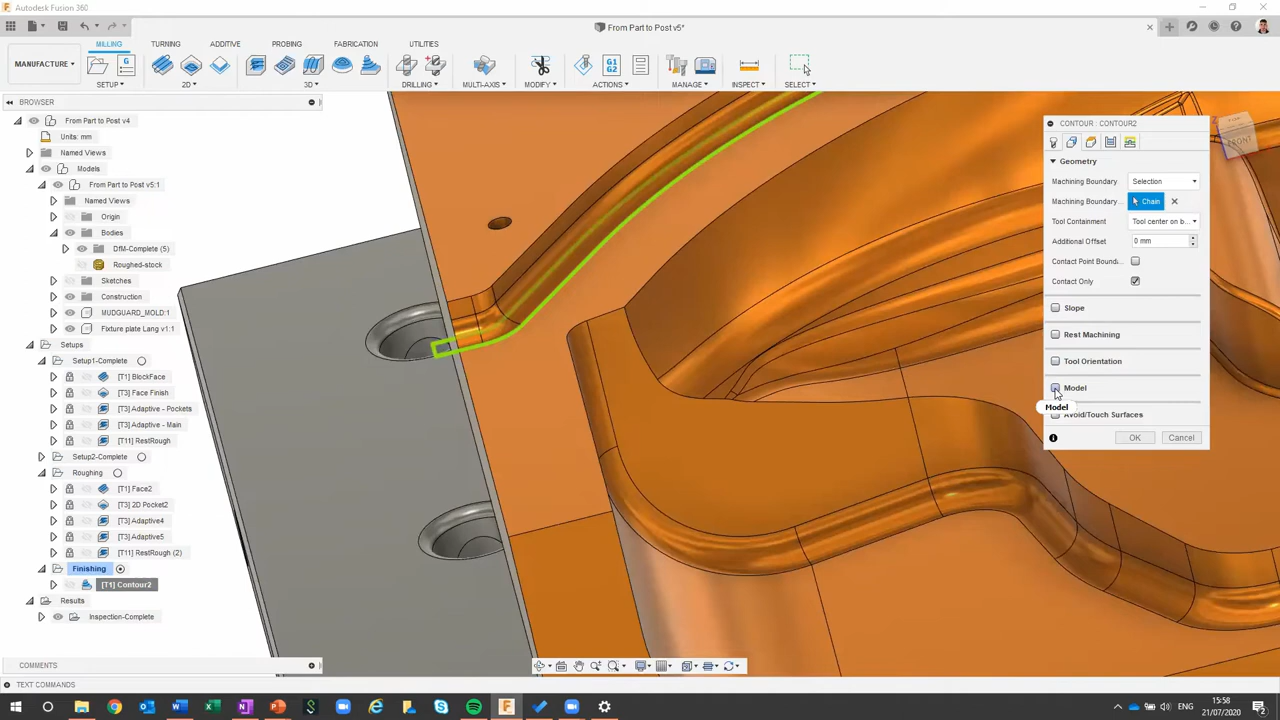 Autodesk Fusion 360
From Part to Post v5*
MANUFACTURE
MILLING
TURNING
ADDITIVE
PROBING
FABRICATION
UTILITIES
SETUP
2D
3D
DRILLING
MULTI-AXIS
MODIFY
ACTIONS
MANAGE
INSPECT
SELECT
G1
G2
BROWSER
From Part to Post v4
Units: mm
Named Views
Models
From Part to Post v5:1
Named Views
Origin
Bodies
DfM-Complete (5)
Roughed-stock
Sketches
Construction
MUDGUARD_MOLD:1
Fixture plate Lang v1:1
Setups
Setup1-Complete
[T1] BlockFace
[T3] Face Finish
[T3] Adaptive - Pockets
[T3] Adaptive - Main
[T11] RestRough
Setup2-Complete
Roughing
[T1] Face2
[T3] 2D Pocket2
[T3] Adaptive4
[T3] Adaptive5
[T11] RestRough (2)
Finishing
[T1] Contour2
Results
Inspection-Complete
CONTOUR : CONTOUR2
Geometry
Machining Boundary
Selection
Machining Boundary...
Chain
Tool Containment
Tool center on b...
Additional Offset
0 mm
Contact Point Bound...
Contact Only
Slope
Rest Machining
Tool Orientation
Model
Model
Avoid/Touch Surfaces
OK
Cancel
FRONT
COMMENTS
TEXT COMMANDS
ENG
15:58
21/07/2020
2